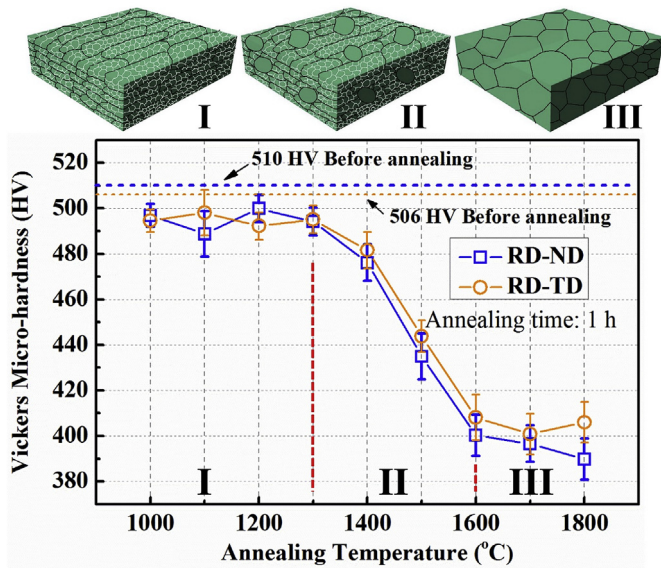 I II III
Vickers Micro-hardness (HV)
520
500
480
460
440
420
400
380
510 HV Before annealing
506 HV Before annealing
RD-ND
RD-TD
Annealing time: 1 h
I II III
1000 1100 1200 1300 1400 1500 1600 1700 1800
Annealing Temperature (°C)